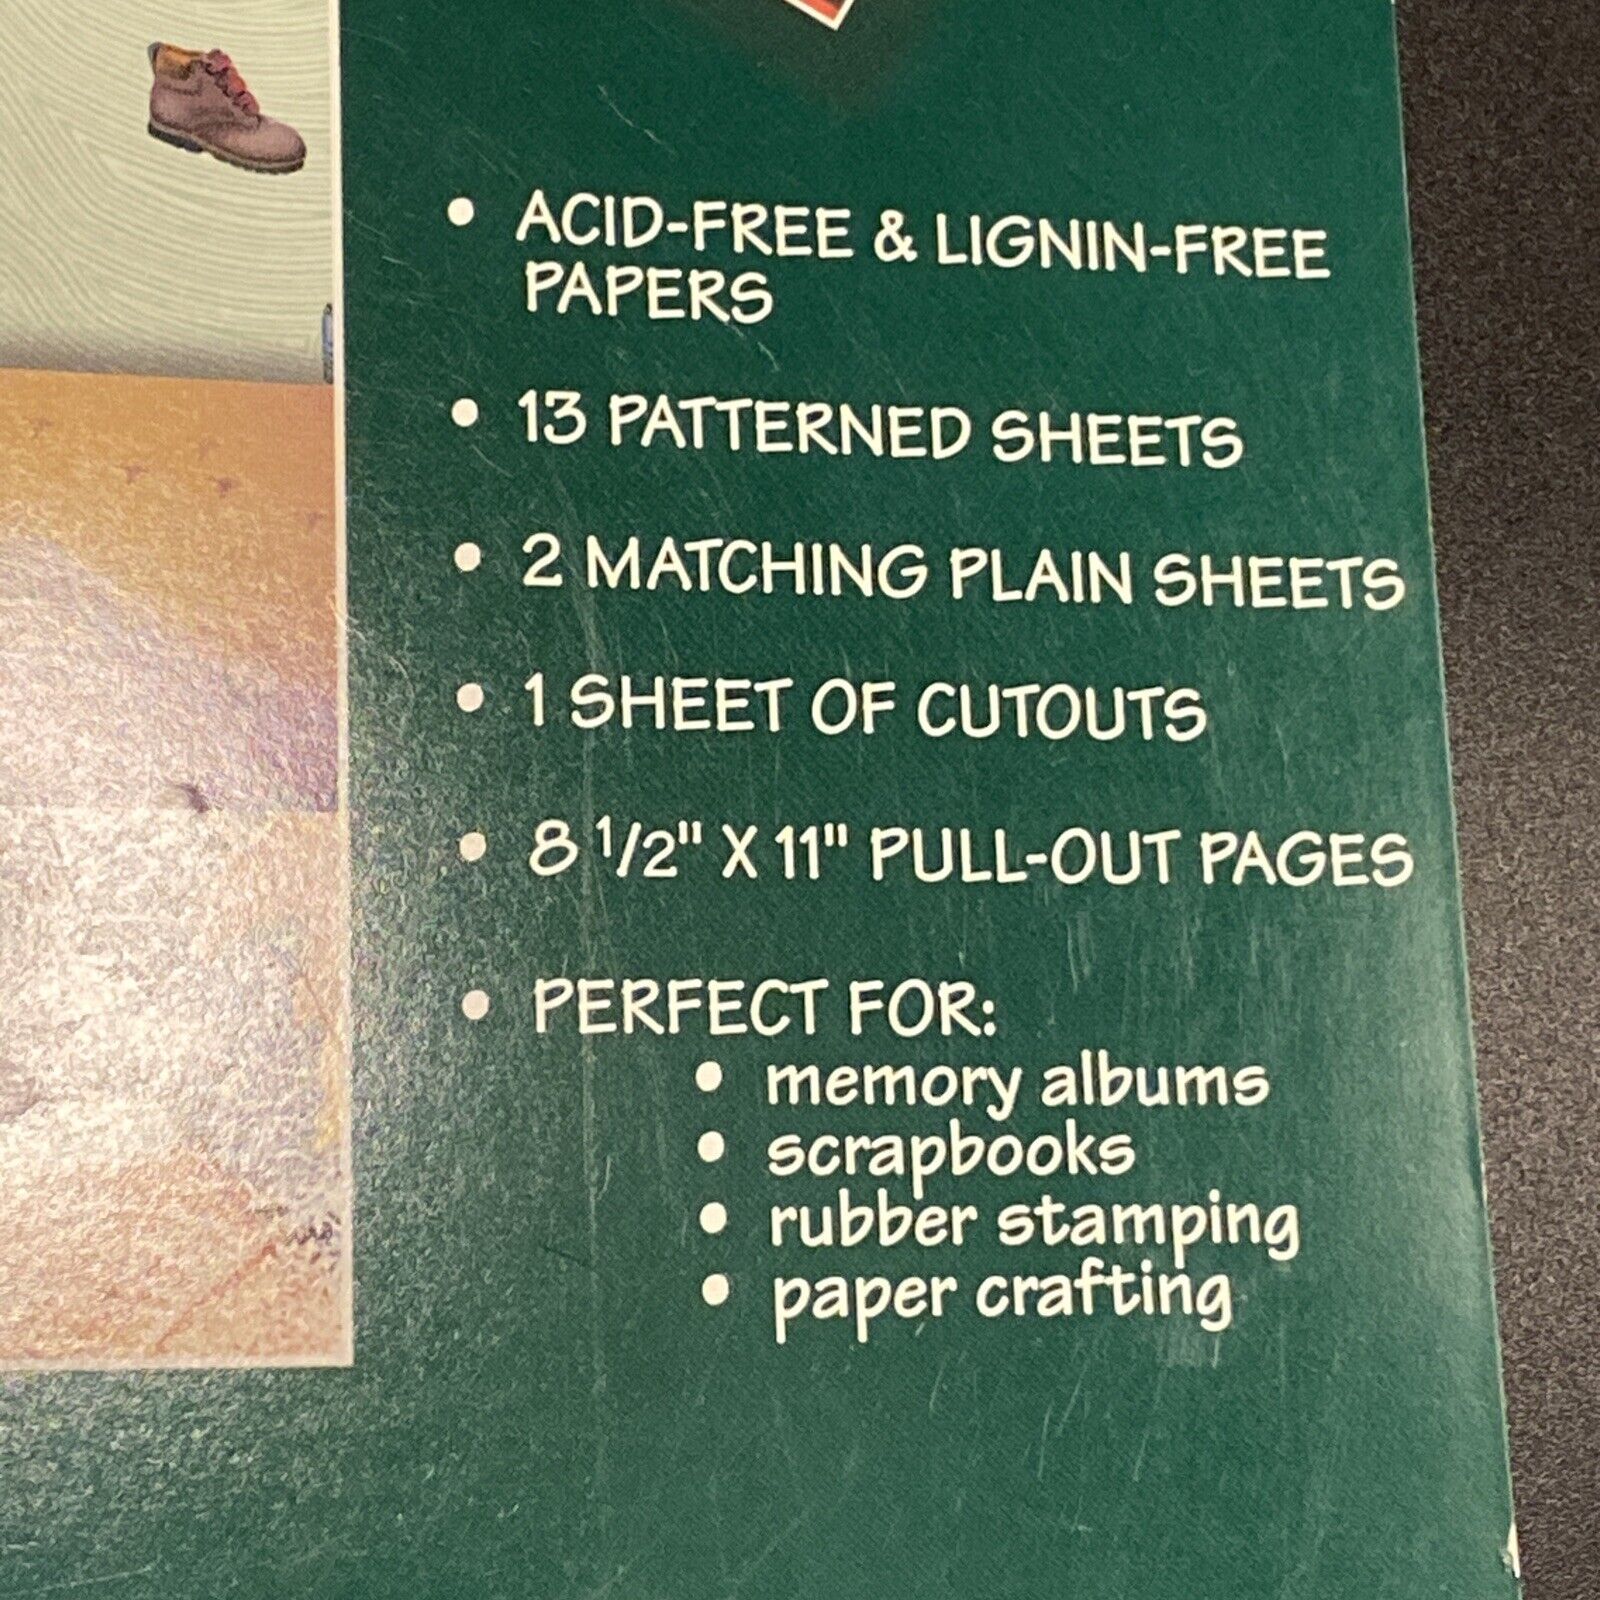 • ACID-FREE & LIGNIN-FREE
PAPERS
• 13 PATTERNED SHEETS
• 2 MATCHING PLAIN SHEETS
• 1 SHEET OF CUTOUTS
• 8 1/2" X 11" PULL-OUT PAGES
• PERFECT FOR:
• memory albums
• scrapbooks
• rubber stamping
• paper crafting